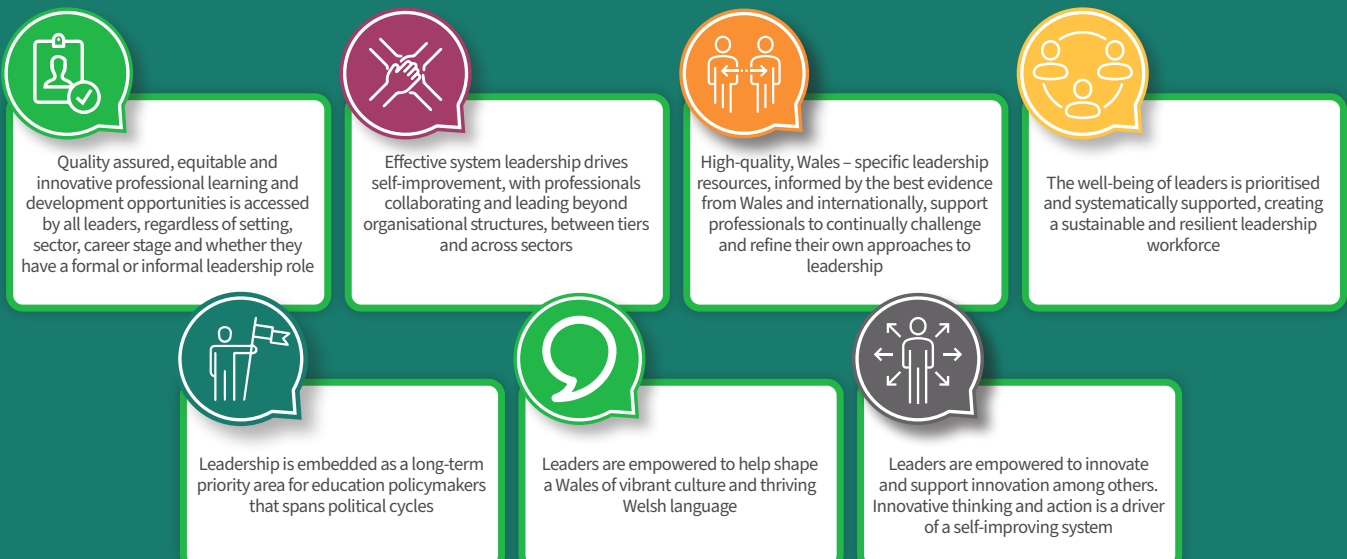 Quality assured, equitable and
innovative professional learning and
development opportunities is accessed
by all leaders, regardless of setting,
sector, career stage and whether they
have a formal or informal leadership role
Effective system leadership drives
self-improvement, with professionals
collaborating and leading beyond
organisational structures, between tiers
and across sectors
High-quality, Wales – specific leadership
resources, informed by the best evidence
from Wales and internationally, support
professionals to continually challenge
and refine their own approaches to
leadership
The well-being of leaders is prioritised
and systematically supported, creating
a sustainable and resilient leadership
workforce
Leadership is embedded as a long-term
priority area for education policymakers
that spans political cycles
Leaders are empowered to help shape
a Wales of vibrant culture and thriving
Welsh language
Leaders are empowered to innovate
and support innovation among others.
Innovative thinking and action is a driver
of a self-improving system